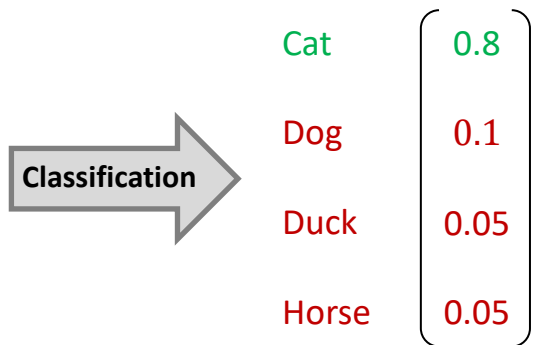 Cat 0.8
Dog 0.1
Classification
Duck 0.05
Horse 0.05